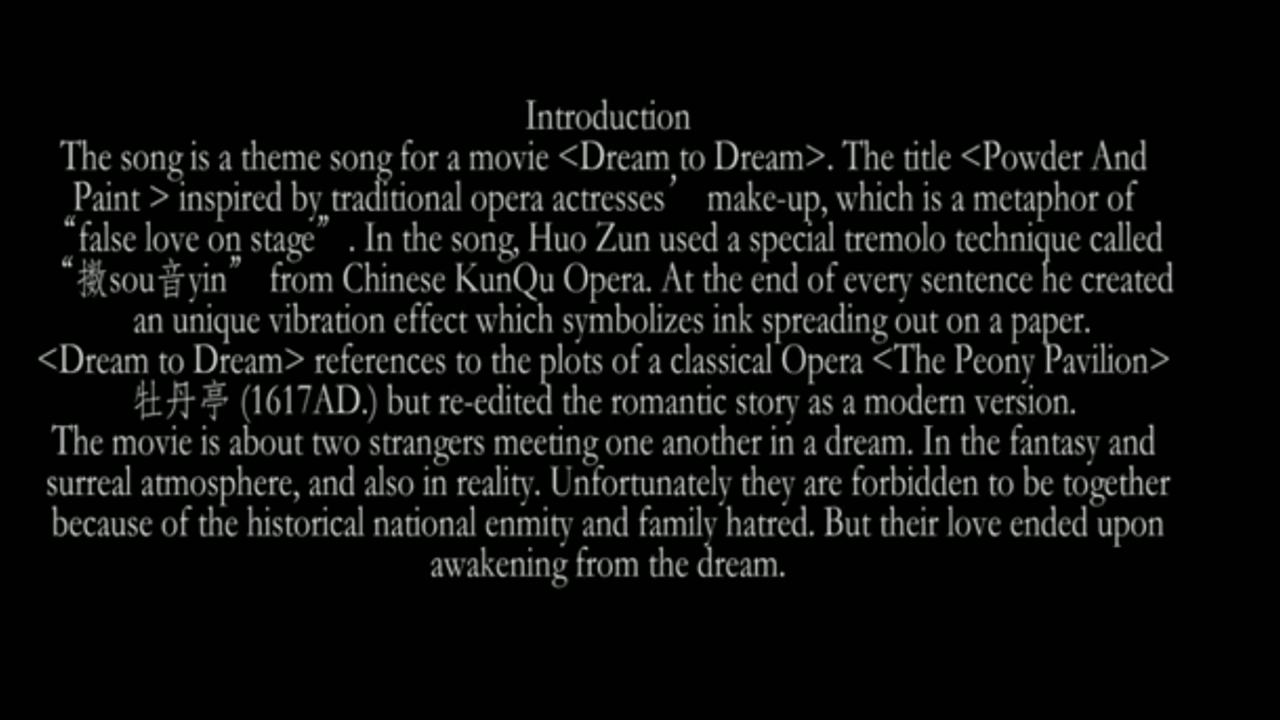 Introduction
The song is a theme song for a movie <Dream to Dream>. The title <Powder And
Paint > inspired by traditional opera actresses’ make-up, which is a metaphor of
“false love on stage” . In the song, Huo Zun used a special tremolo technique called
“擞sou音yin” from Chinese KunQu Opera. At the end of every sentence he created
an unique vibration effect which symbolizes ink spreading out on a paper.
<Dream to Dream> references to the plots of a classical Opera <The Peony Pavilion>
牡丹亭 (1617AD.) but re-edited the romantic story as a modern version.
The movie is about two strangers meeting one another in a dream. In the fantasy and
surreal atmosphere, and also in reality. Unfortunately they are forbidden to be together
because of the historical national enmity and family hatred. But their love ended upon
awakening from the dream.